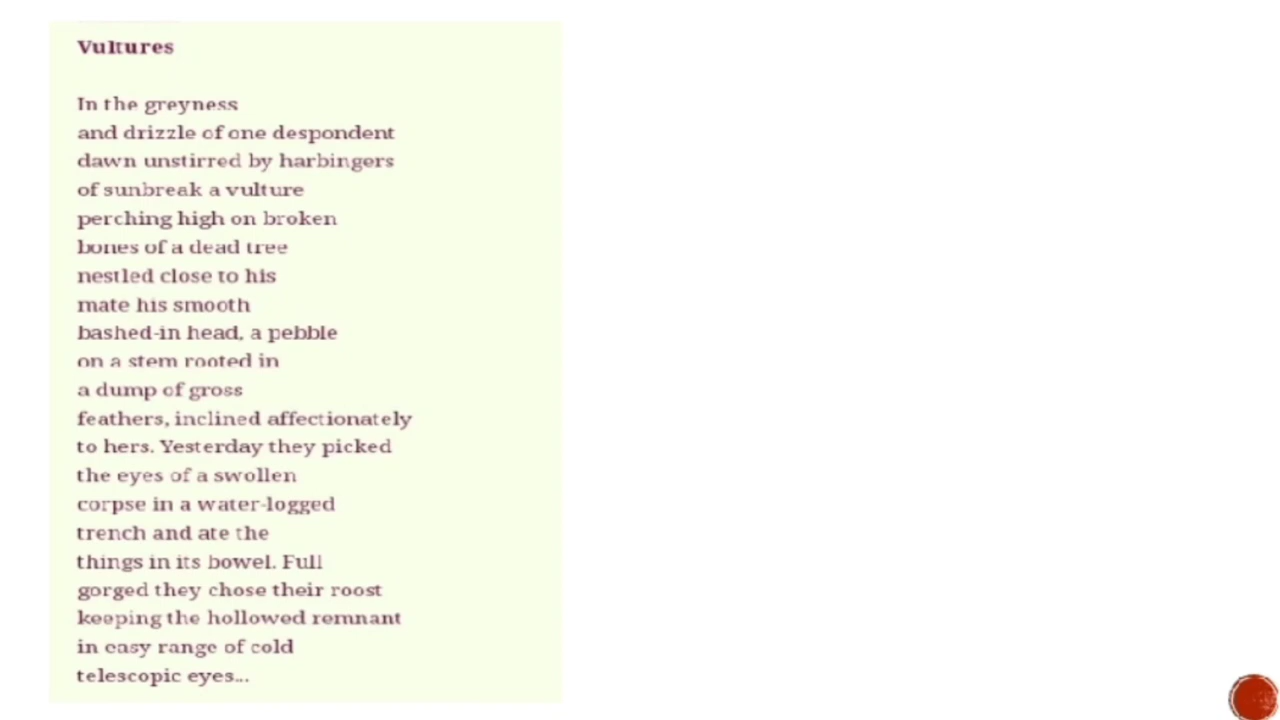 Vultures
In the greyness
and drizzle of one despondent
dawn unstirred by harbingers
of sunbreak a vulture
perching high on broken
bones of a dead tree
nestled close to his
mate his smooth
bashed-in head, a pebble
on a stem rooted in
a dump of gross
feathers, inclined affectionately
to hers. Yesterday they picked
the eyes of a swollen
corpse in a water-logged
trench and ate the
things in its bowel. Full
gorged they chose their roost
keeping the hollowed remnant
in easy range of cold
telescopic eyes...